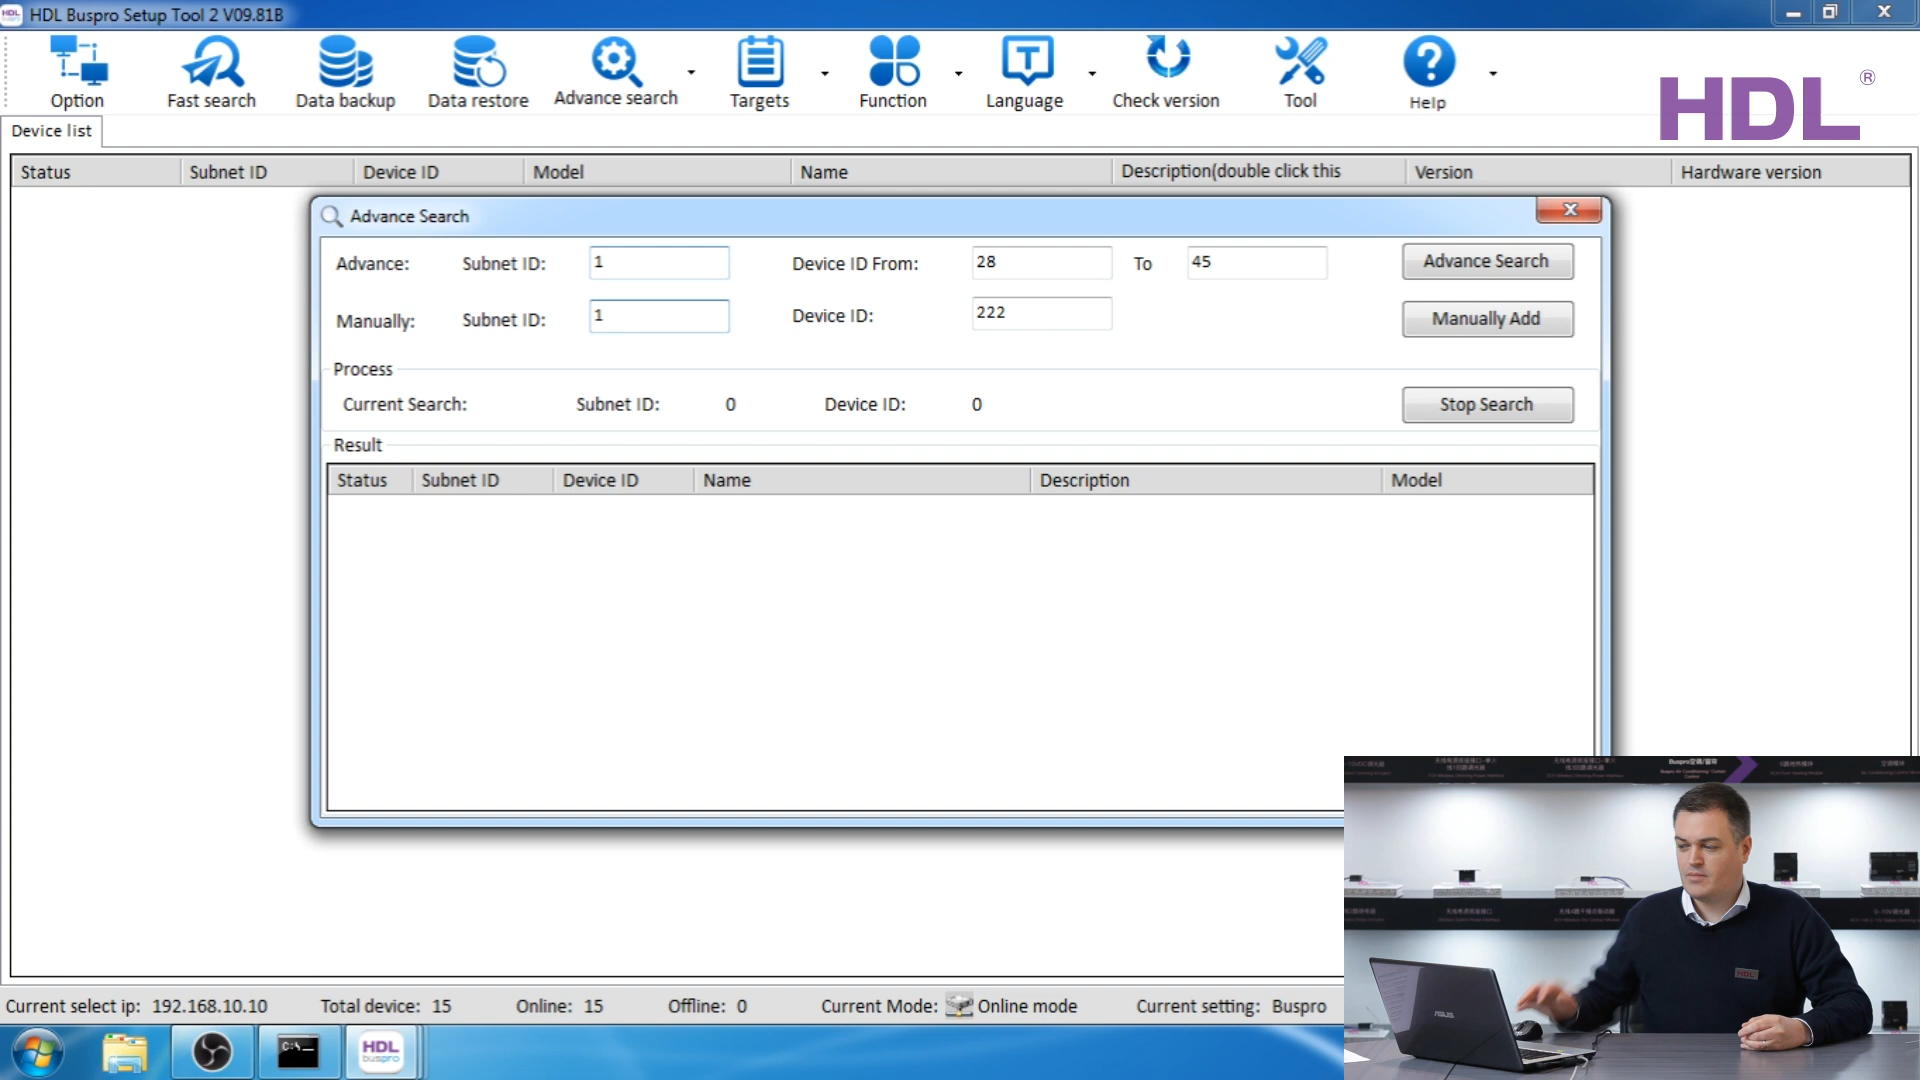 HDL Buspro Setup Tool 2 V09.81B
Option
Fast search
Data backup
Data restore
Advance search
Targets
Function
Language
Check version
Tool
Help
HDL ®
Device list
Status
Subnet ID
Device ID
Model
Name
Description(double click this
Version
Hardware version
Advance Search
Advance:
Subnet ID:
1
Device ID From:
28
To
45
Advance Search
Manually:
Subnet ID:
1
Device ID:
222
Manually Add
Process
Current Search:
Subnet ID:
0
Device ID:
0
Stop Search
Result
Status
Subnet ID
Device ID
Name
Description
Model
Current select ip: 192.168.10.10
Total device: 15
Online: 15
Offline: 0
Current Mode:
Online mode
Current setting: Buspro
C:\
HDL
buspro
HDL
ASUS